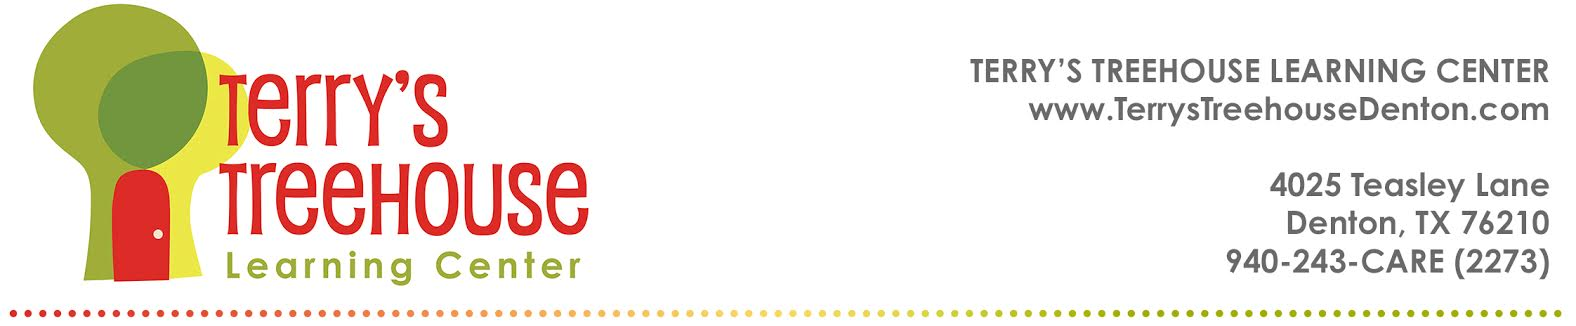 Terry's
Treehouse
Learning Center
TERRY'S TREEHOUSE LEARNING CENTER
www.TerrysTreehouseDenton.com
4025 Teasley Lane
Denton, TX 76210
940-243-CARE (2273)